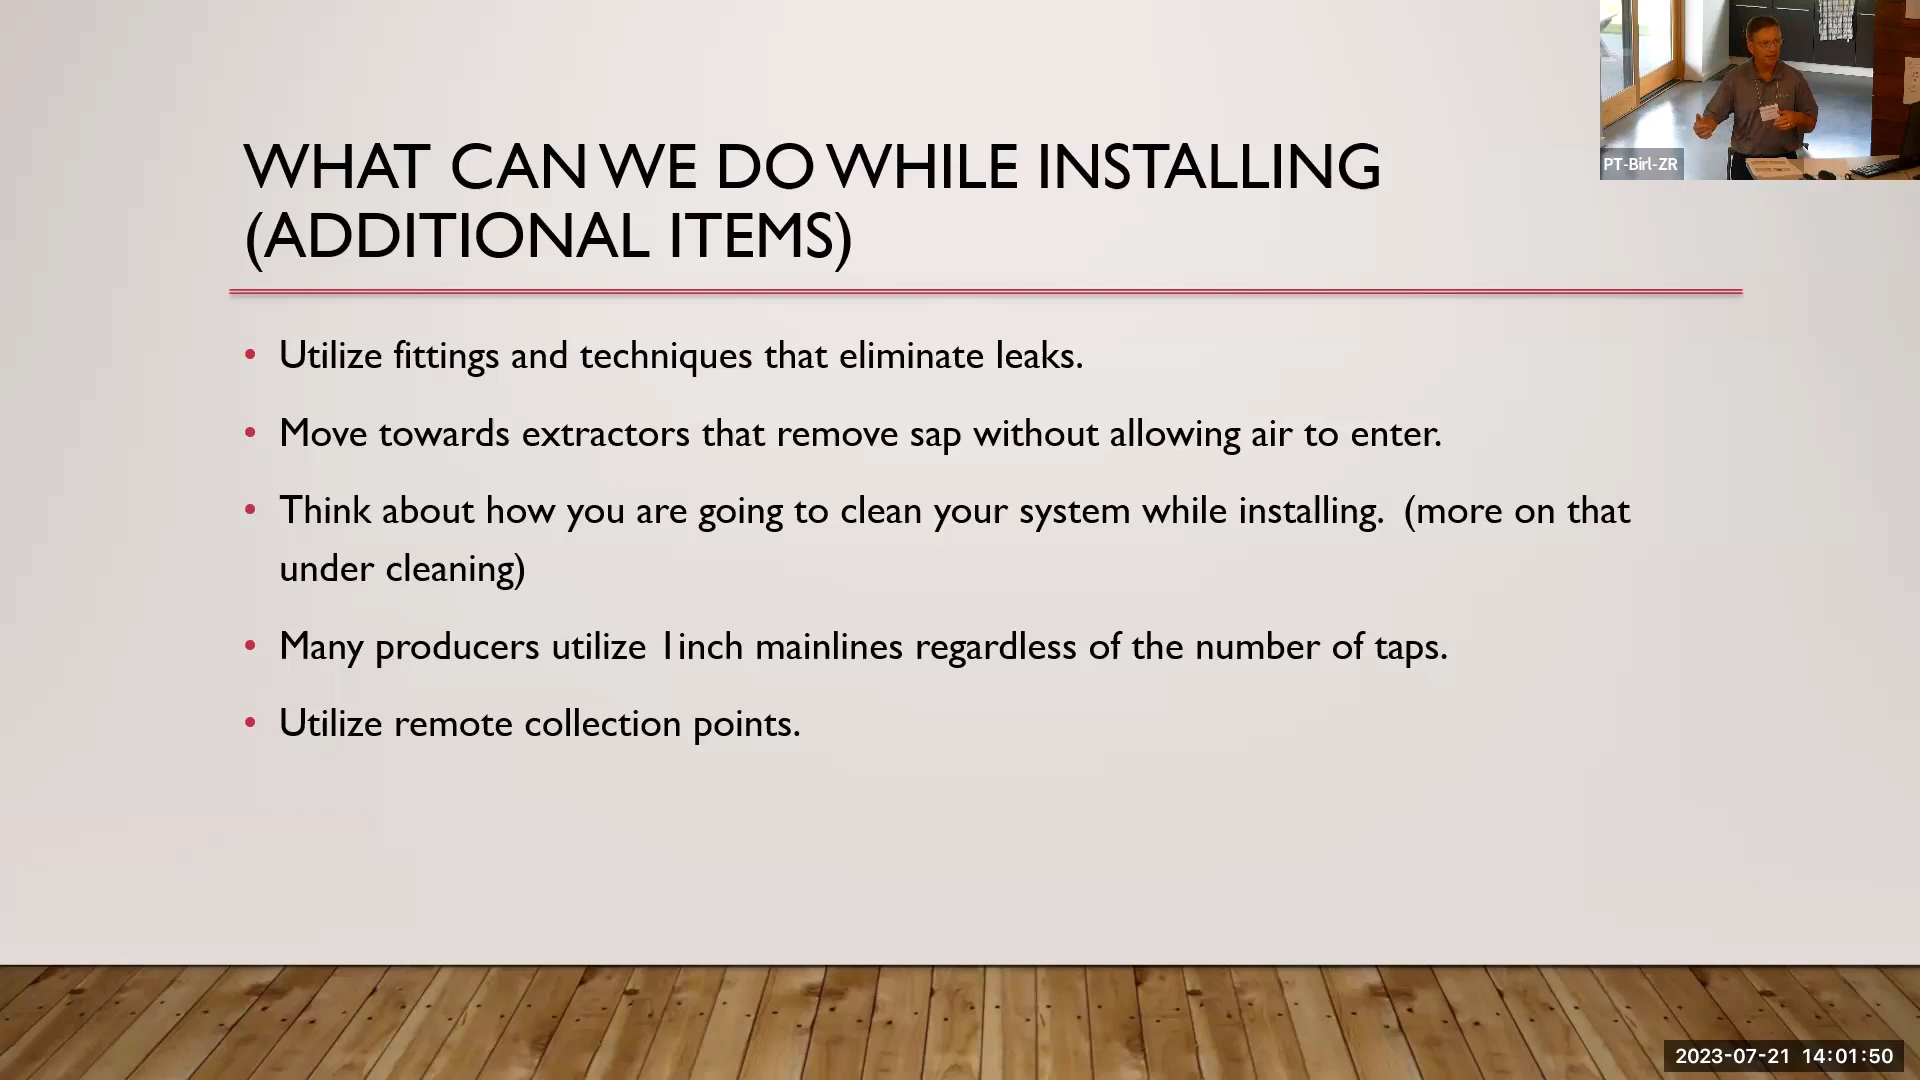 WHAT CAN WE DO WHILE INSTALLING
(ADDITIONAL ITEMS)
PT-Birl-ZR
• Utilize fittings and techniques that eliminate leaks.
• Move towards extractors that remove sap without allowing air to enter.
• Think about how you are going to clean your system while installing.  (more on that
under cleaning)
• Many producers utilize 1inch mainlines regardless of the number of taps.
• Utilize remote collection points.
2023-07-21 14:01:50